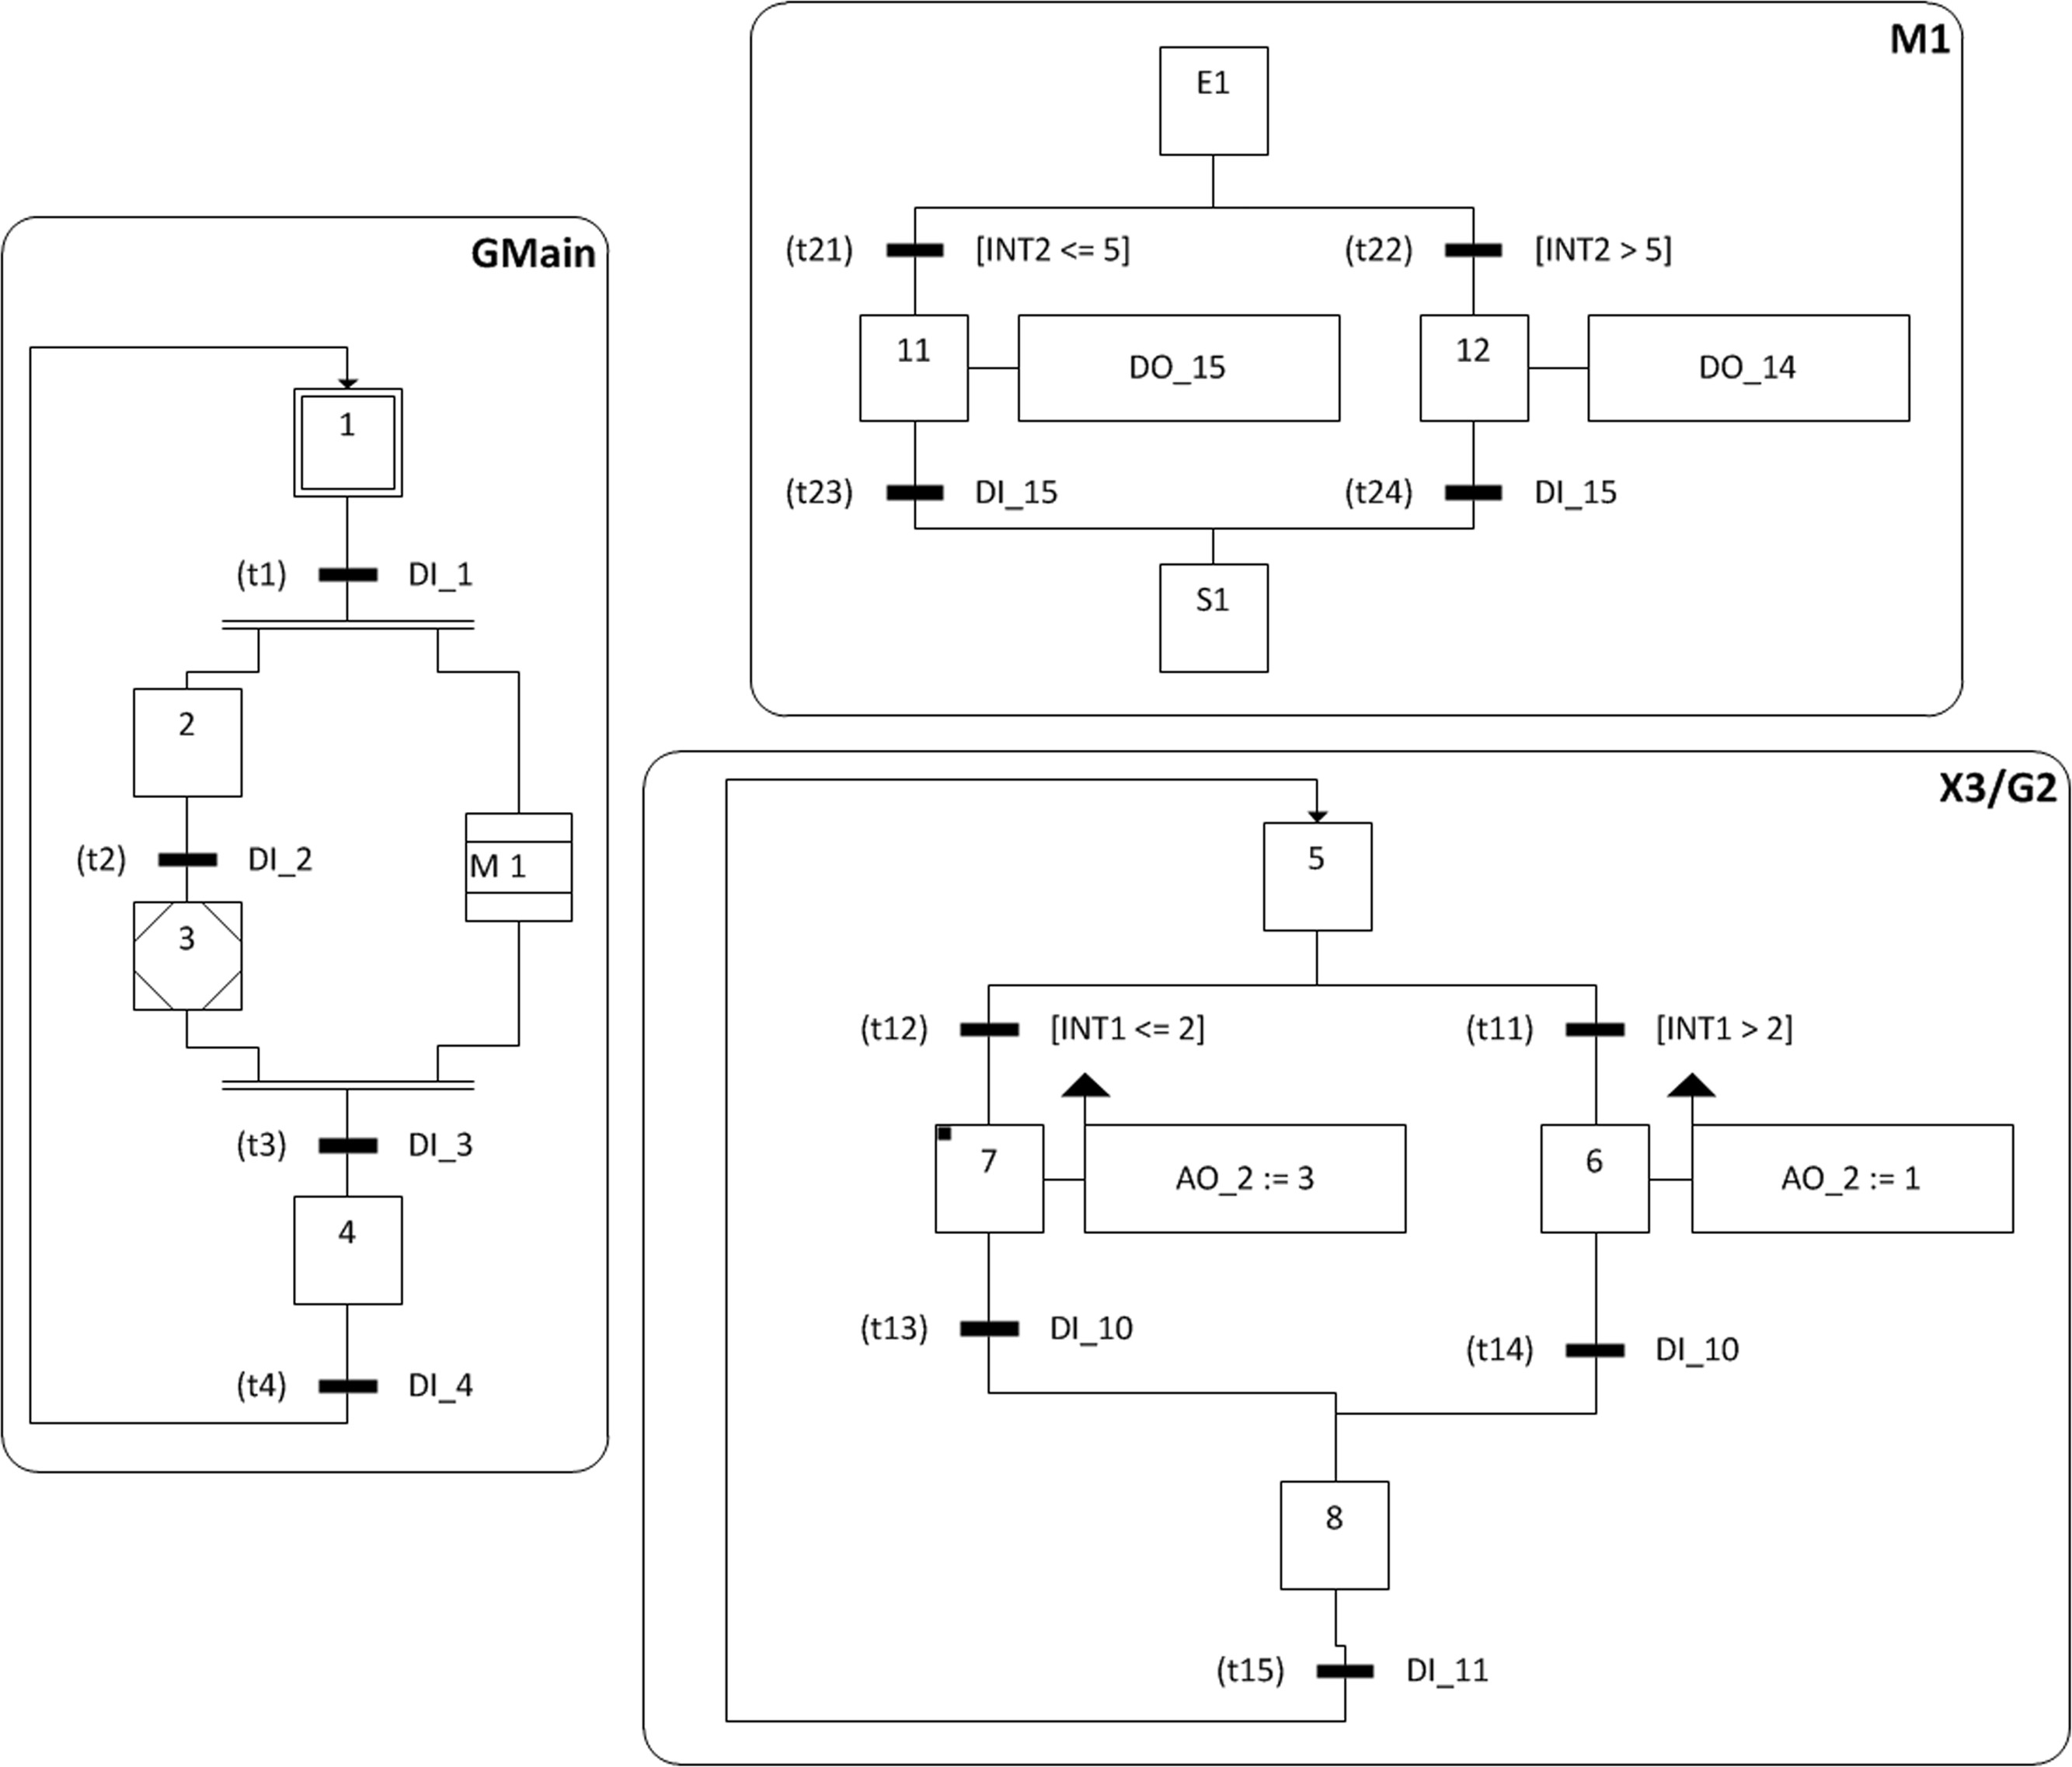 GMain
1
(t1) DI_1
2
(t2) DI_2
3
M 1
(t3) DI_3
4
(t4) DI_4
M1
E1
(t21) [INT2 <= 5] (t22) [INT2 > 5]
11 DO_15 12 DO_14
(t23) DI_15 (t24) DI_15
S1
X3/G2
5
(t12) [INT1 <= 2] (t11) [INT1 > 2]
7 AO_2 := 3 6 AO_2 := 1
(t13) DI_10
(t14) DI_10
8
(t15) DI_11